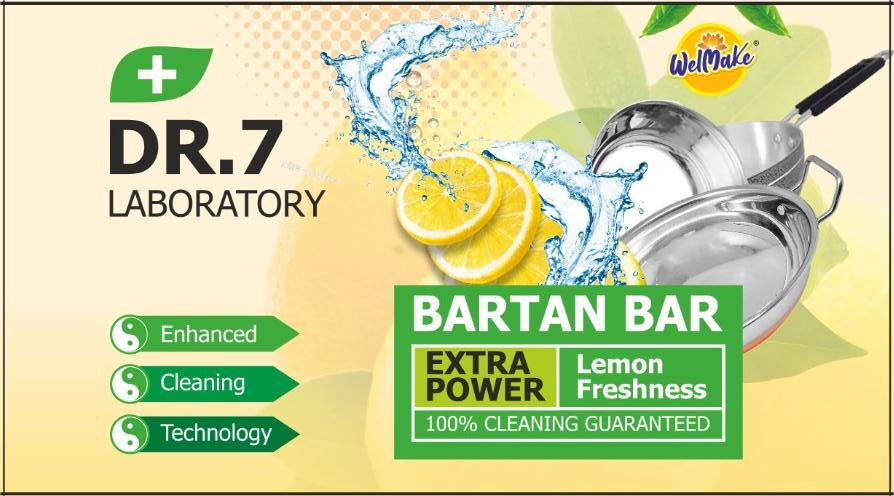 DR.7
LABORATORY
WelMake®
Enhanced
Cleaning
Technology
BARTAN BAR
EXTRA
POWER
Lemon
Freshness
100% CLEANING GUARANTEED